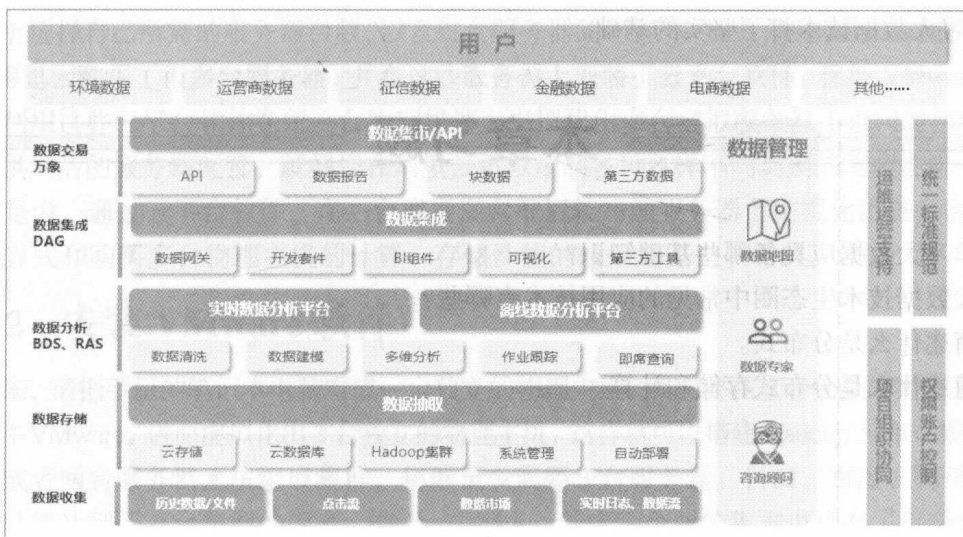 用 户
环境数据 运营商数据 征信数据 金融数据 电商数据 其他……
数据交易
万象
数据集市/API
API 数据报告 块数据 第三方数据
数据集成
DAG
数据集成
数据网关 开发套件 BI组件 可视化 第三方工具
数据分析
BDS、RAS
实时数据分析平台 离线数据分析平台
数据清洗 数据建模 多维分析 作业跟踪 即席查询
数据存储
数据抽取
云存储 云数据库 Hadoop集群 系统管理 自动部署
数据收集
历史数据/文件 点击流 数据市场 实时日志、数据流
数据管理
数据地图
数据专家
咨询顾问
运维运营支持
统一标准规范
项目组织协同
权限账户控制